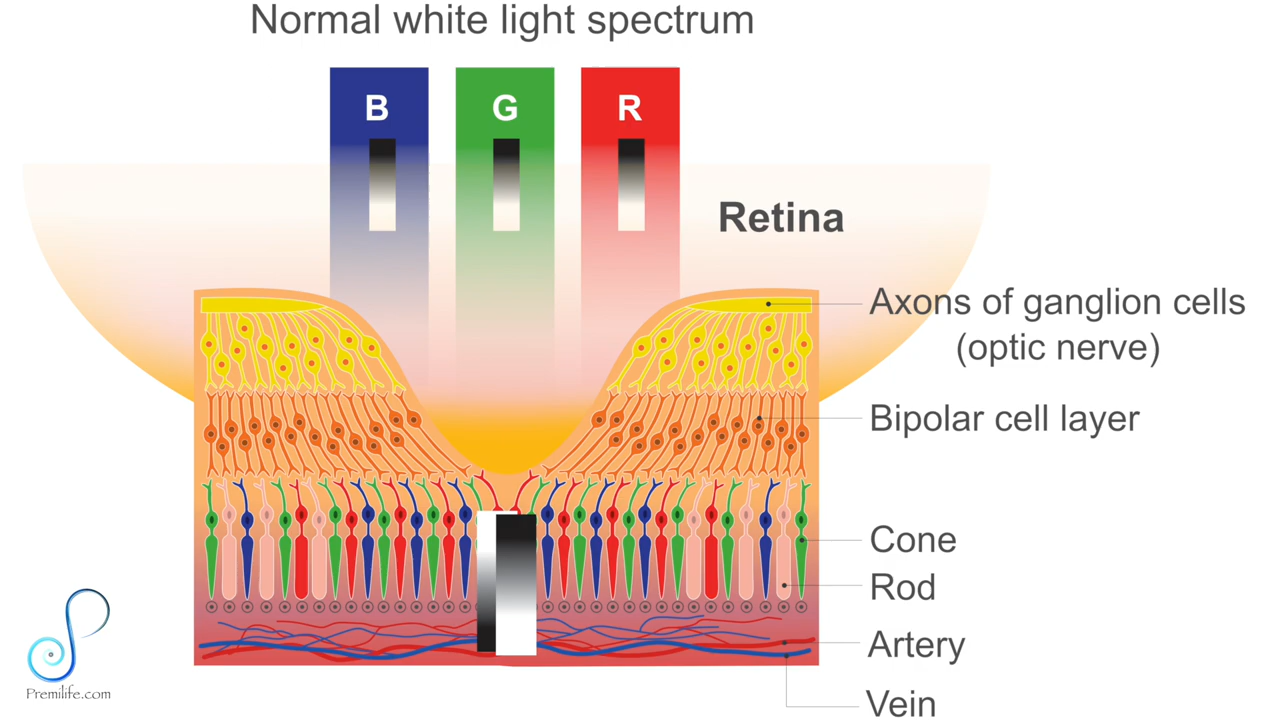 Normal white light spectrum
B
G
R
Retina
Axons of ganglion cells
(optic nerve)
Bipolar cell layer
Cone
Rod
Artery
Vein
Premilife.com